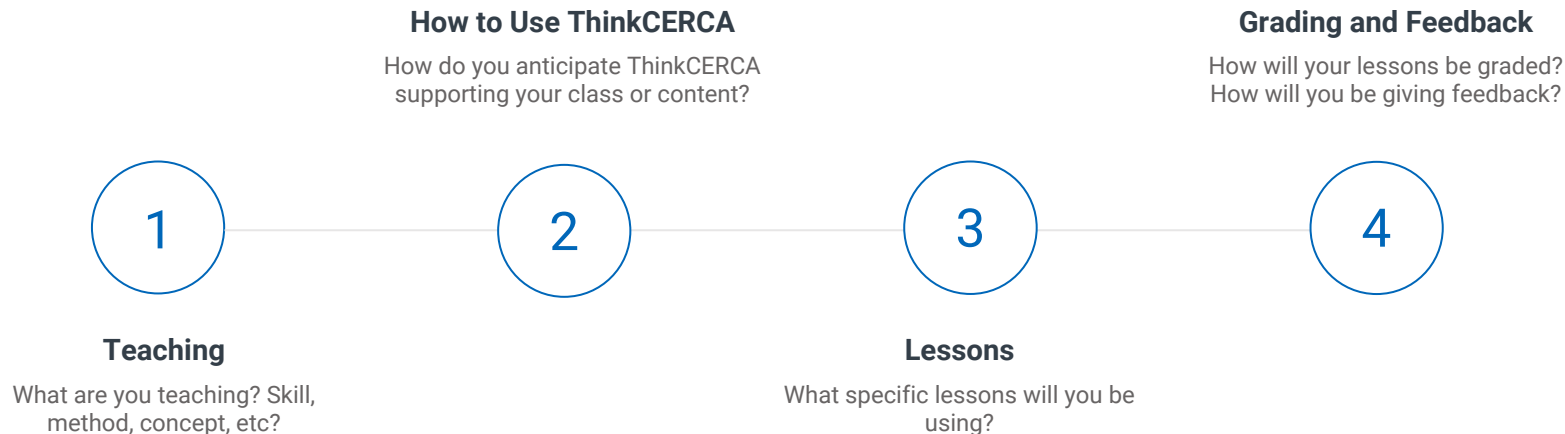 How to Use ThinkCERCA
How do you anticipate ThinkCERCA
supporting your class or content?
Grading and Feedback
How will your lessons be graded?
How will you be giving feedback?
1
2
3
4
Teaching
What are you teaching? Skill,
method, concept, etc?
Lessons
What specific lessons will you be
using?